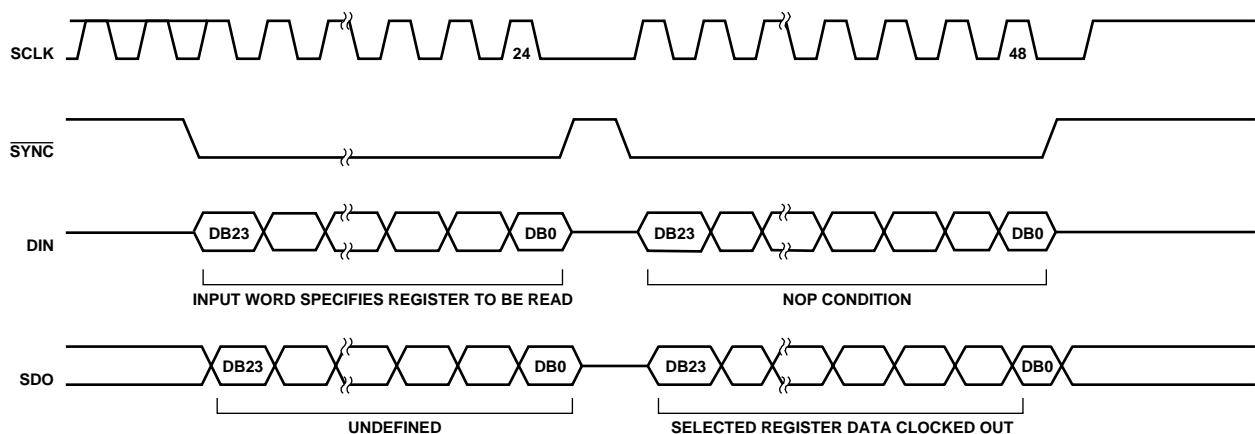 SCLK
24
48
SYNC
DIN
DB23
DB0
DB23
DB0
INPUT WORD SPECIFIES REGISTER TO BE READ
NOP CONDITION
SDO
DB23
DB0
DB23
DB0
UNDEFINED
SELECTED REGISTER DATA CLOCKED OUT